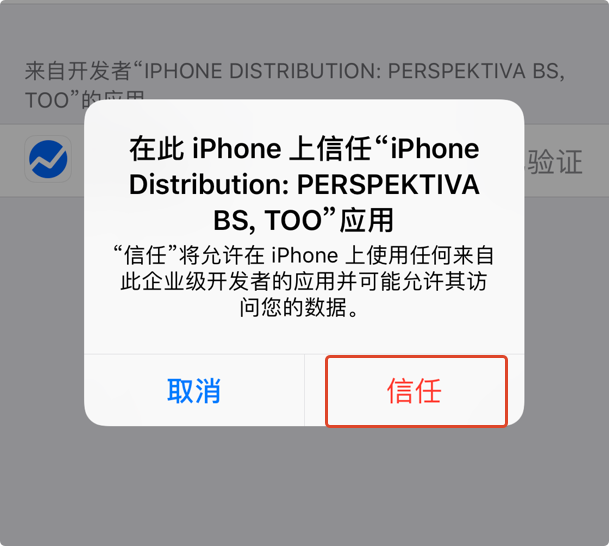 来自开发者“IPHONE DISTRIBUTION: PERSPEKTIVA BS,
TOO”的应用
验证
在此 iPhone 上信任“iPhone
Distribution: PERSPEKTIVA
BS, TOO”应用
“信任”将允许在 iPhone 上使用任何来自
此企业级开发者的应用并可能允许其访
问您的数据。
取消
信任